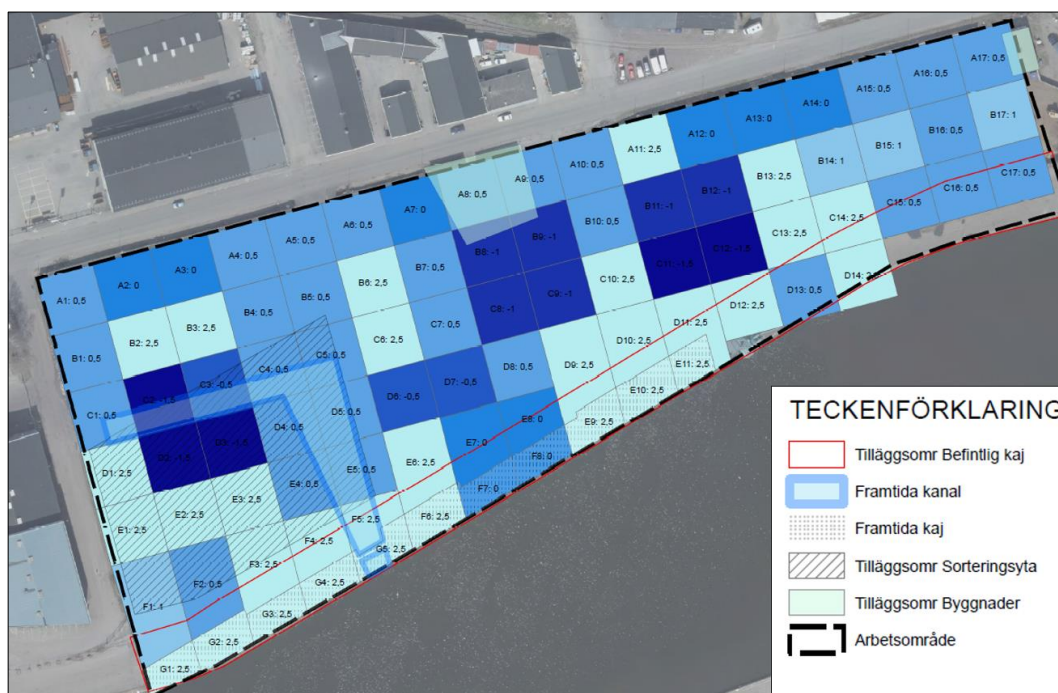 A1: 0,5
A2: 0
A3: 0
A4: 0,5
A5: 0,5
A6: 0,5
A7: 0
A8: 0,5
A9: 0,5
A10: 0,5
A11: 2,5
A12: 0
A13: 0
A14: 0
A15: 0,5
A16: 0,5
A17: 0,5
B1: 0,5
B2: 2,5
B3: 2,5
B4: 0,5
B5: 0,5
B6: 2,5
B7: 0,5
B8: -1
B9: -1
B10: 0,5
B11: -1
B12: -1
B13: 2,5
B14: 1
B15: 1
B16: 0,5
B17: 1
C1: 0,5
C2: -1,5
C3: -0,5
C4: 0,5
C5: 0,5
C6: 2,5
C7: 0,5
C8: -1
C9: -1
C10: 2,5
C11: -1,5
C12: -1,5
C13: 2,5
C14: 2,5
C15: 0,5
C16: 0,5
C17: 0,5
D1: 2,5
D2: -1,5
D3: -1,5
D4: 0,5
D5: 0,5
D6: -0,5
D7: -0,5
D8: 0,5
D9: 2,5
D10: 2,5
D11: 2,5
D12: 2,5
D13: 0,5
D14: 2,5
E1: 2,5
E2: 2,5
E3: 2,5
E4: 0,5
E5: 0,5
E6: 2,5
E7: 0
E8: 0
E9: 2,5
E10: 2,5
E11: 2,5
F1: 1
F2: 0,5
F3: 2,5
F4: 2,5
F5: 2,5
F6: 2,5
F7: 0,5
F8: 0
G1: 2,5
G2: 2,5
G3: 2,5
G4: 2,5
G5: 2,5
TECKENFÖRKLARING
Tilläggsomr Befintlig kaj
Framtida kanal
Framtida kaj
Tilläggsomr Sorteringsyta
Tilläggsomr Byggnader
Arbetsområde